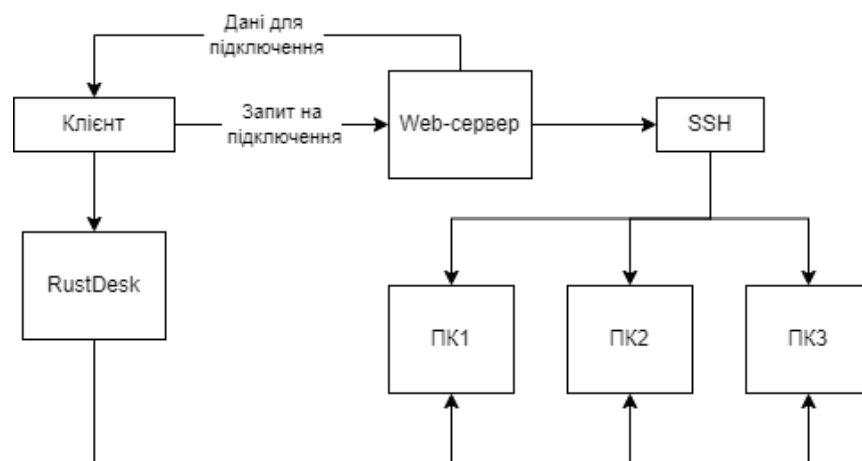 Дані для
підключення
Клієнт
Запит на
підключення
Web-сервер
SSH
RustDesk
ПК1
ПК2
ПК3